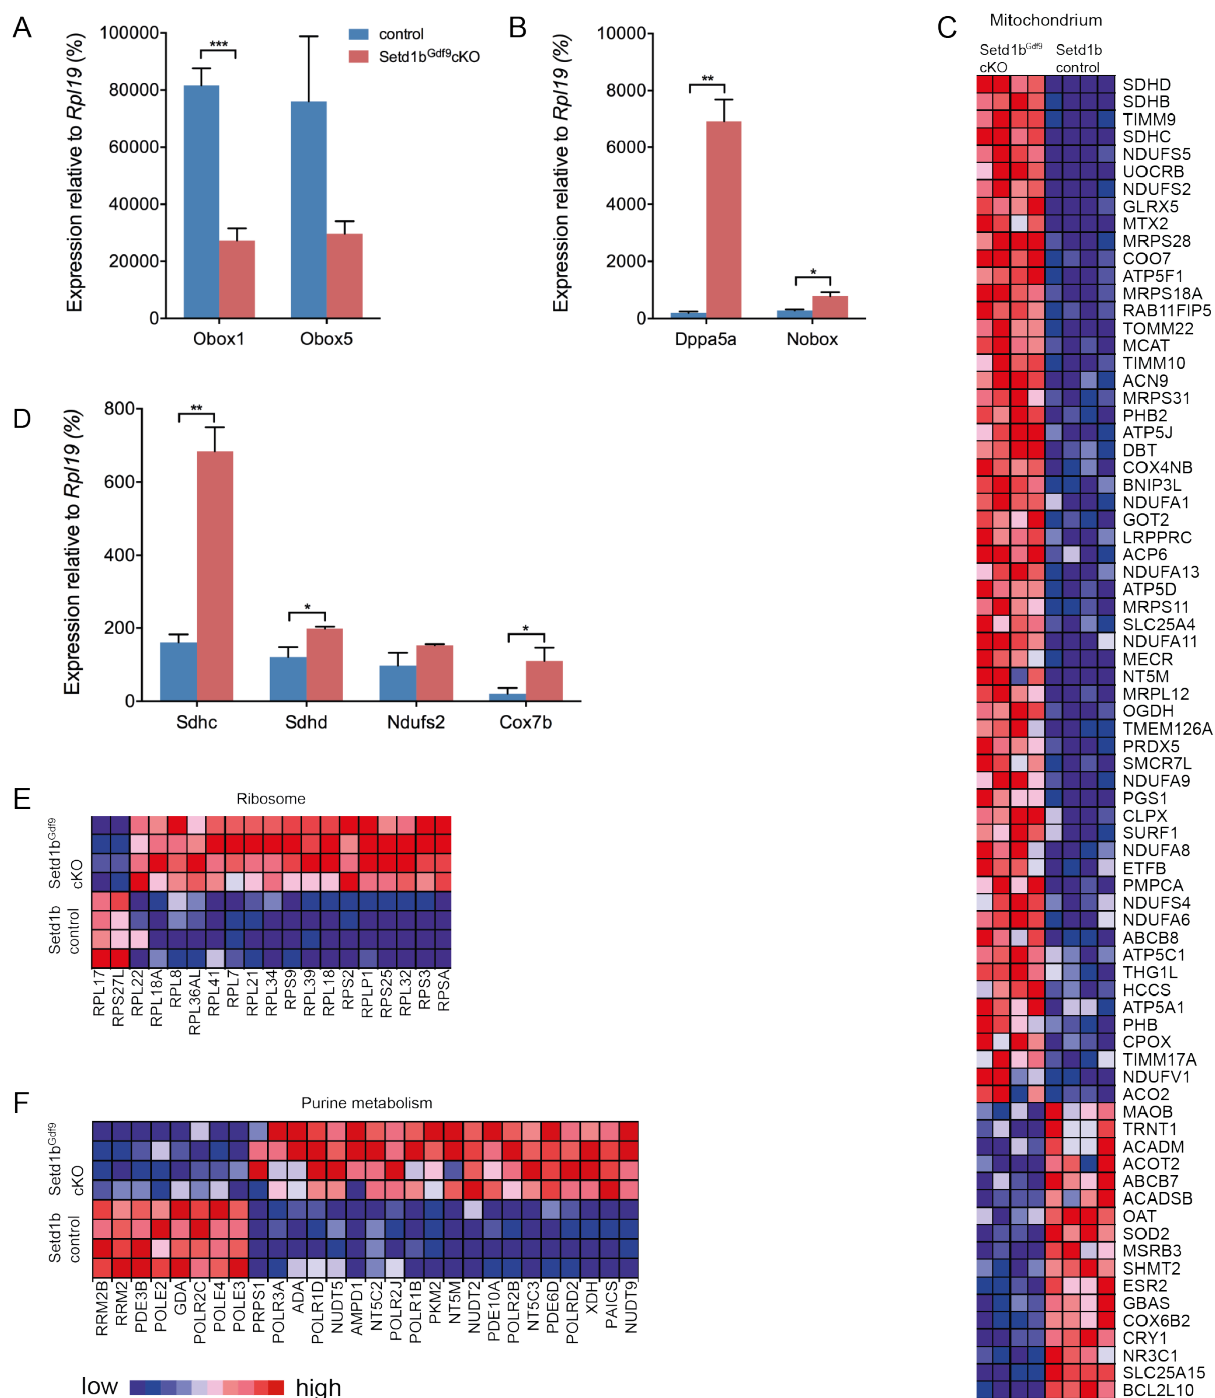 A
Expression relative to Rpl19 (%)
100000
80000
60000
40000
20000
0
***
Obox1
Obox5
control
Setd1bGdf9cKO
B
Expression relative to Rpl19 (%)
10000
8000
6000
4000
2000
0
**
*
Dppa5a
Nobox
C
Mitochondrium
Setd1bGdf9 cKO
Setd1b control
SDHD
SDHB
TIMM9
SDHC
NDUFS5
UOCRB
NDUFS2
GLRX5
MTX2
MRPS28
COO7
ATP5F1
MRPS18A
RAB11FIP5
TOMM22
MCAT
TIMM10
ACN9
MRPS31
PHB2
ATP5J
DBT
COX4NB
BNIP3L
NDUFA1
GOT2
LRPPRC
ACP6
NDUFA13
ATP5D
MRPS11
SLC25A4
NDUFA11
MECR
NT5M
MRPL12
OGDH
TMEM126A
PRDX5
SMCR7L
NDUFA9
PGS1
CLPX
SURF1
NDUFA8
ETFB
PMPCA
NDUFS4
NDUFA6
ABCB8
ATP5C1
THG1L
HCCS
ATP5A1
PHB
CPOX
TIMM17A
NDUFV1
ACO2
MAOB
TRNT1
ACADM
ACOT2
ABCB7
ACADSB
OAT
SOD2
MSRB3
SHMT2
ESR2
GBAS
COX6B2
CRY1
NR3C1
SLC25A15
BCL2L10
D
Expression relative to Rpl19 (%)
800
600
400
200
0
**
*
*
Sdhc
Sdhd
Ndufs2
Cox7b
E
Ribosome
Setd1bGdf9
cKO
Setd1b
control
RPL17
RPS27L
RPL22
RPL18A
RPL8
RPL36AL
RPL41
RPL7
RPL21
RPL34
RPS9
RPL39
RPL18
RPS2
RPLP1
RPS25
RPL32
RPS3
RPSA
F
Purine metabolism
Setd1bGdf9
cKO
Setd1b
control
RRM2B
RRM2
PDE3B
POLE2
GDA
POLR2C
POLE4
POLE3
PRPS1
POLR3A
ADA
POLR1D
NUDT5
AMPD1
NT5C2
POLR2J
POLR1B
PKM2
NT5M
NUDT2
PDE10A
POLR2B
NT5C3
PDE6D
POLRD2
XDH
PAICS
NUDT9
low
high